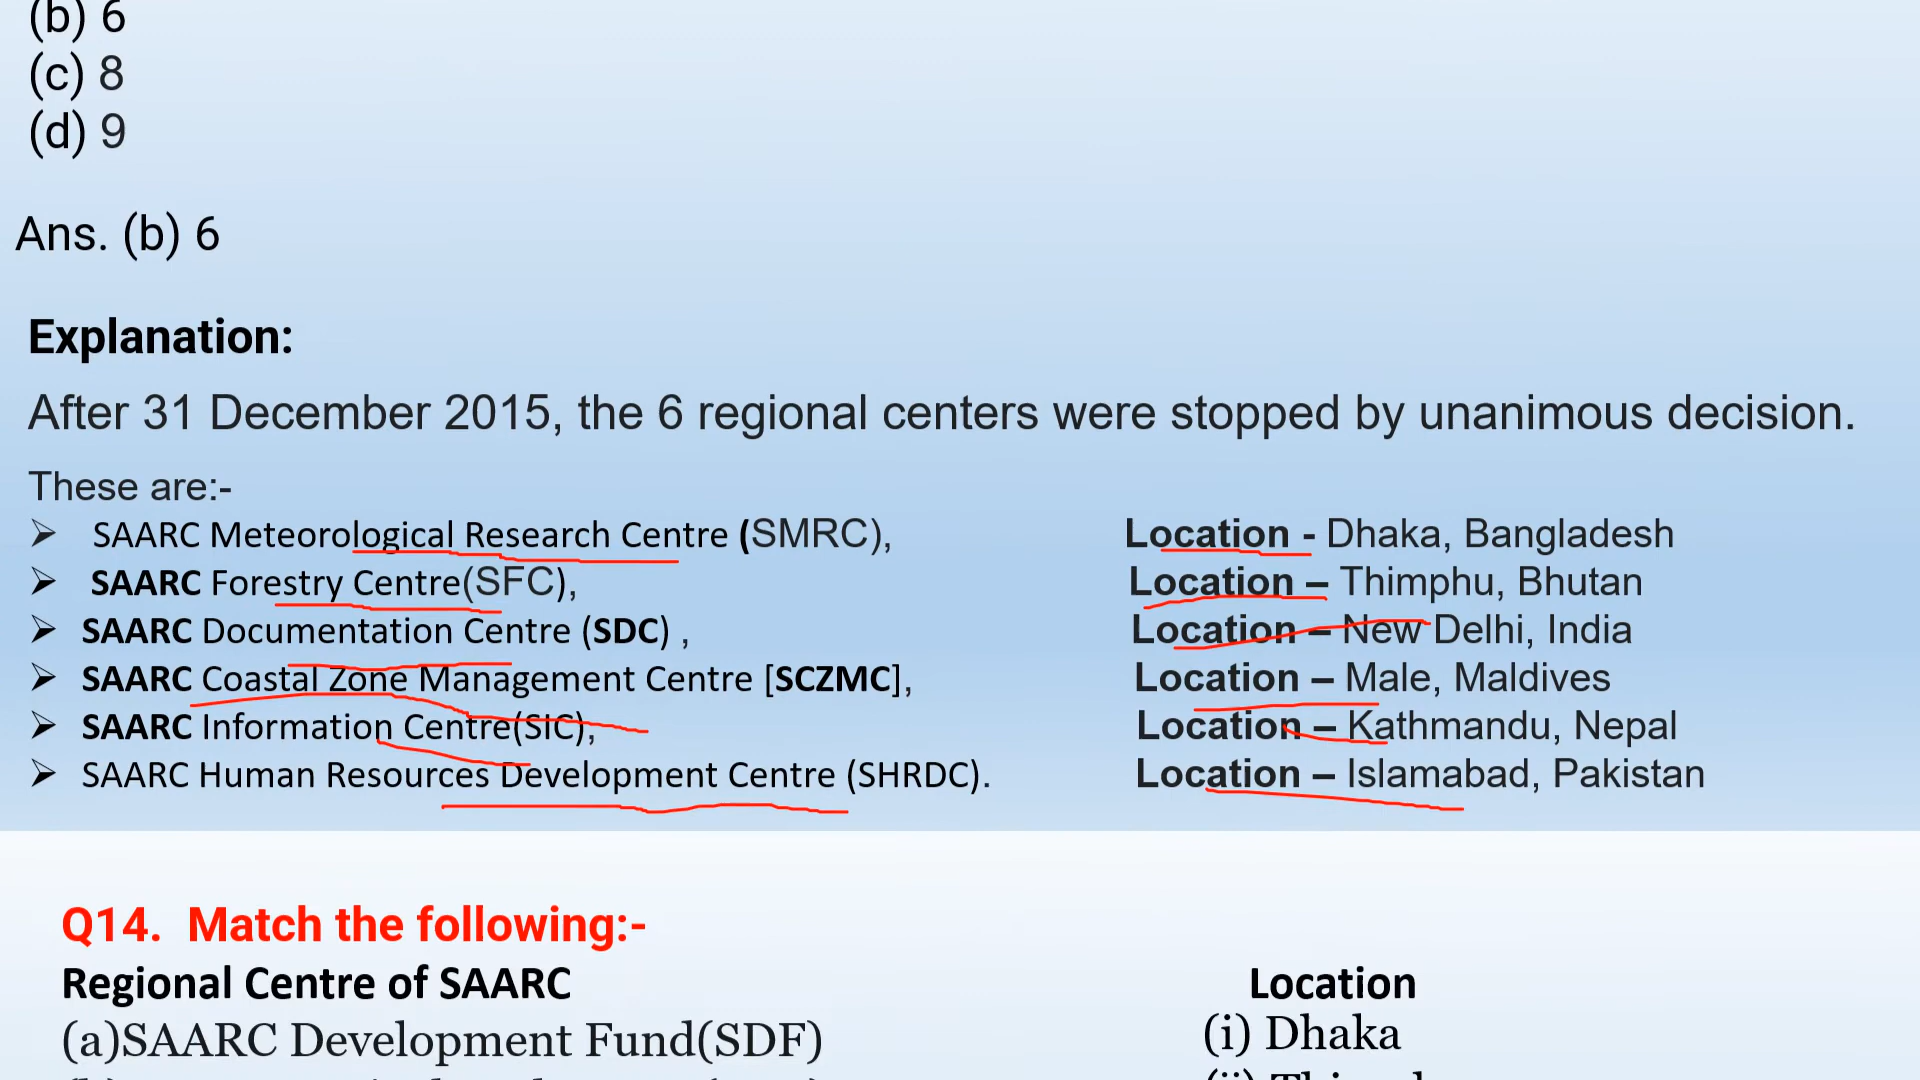 (b) 6
(c) 8
(d) 9
Ans. (b) 6
Explanation:
After 31 December 2015, the 6 regional centers were stopped by unanimous decision.
These are:-
➢ SAARC Meteorological Research Centre (SMRC), Location - Dhaka, Bangladesh
➢ SAARC Forestry Centre(SFC), Location – Thimphu, Bhutan
➢ SAARC Documentation Centre (SDC) , Location – New Delhi, India
➢ SAARC Coastal Zone Management Centre [SCZMC], Location – Male, Maldives
➢ SAARC Information Centre(SIC), Location – Kathmandu, Nepal
➢ SAARC Human Resources Development Centre (SHRDC). Location – Islamabad, Pakistan
Q14. Match the following:-
Regional Centre of SAARC Location
(a)SAARC Development Fund(SDF) (i) Dhaka